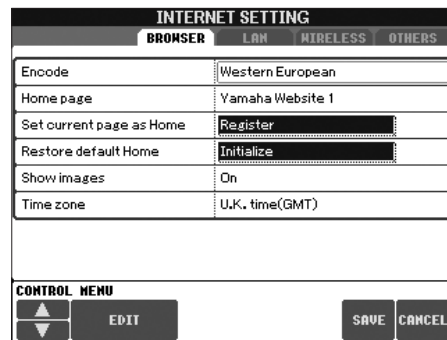 INTERNET SETTING
BROWSER LAN WIRELESS OTHERS
Encode Western European
Home page Yamaha Website 1
Set current page as Home Register
Restore default Home Initialize
Show images On
Time zone U.K. time(GMT)
CONTROL MENU
EDIT SAVE CANCEL